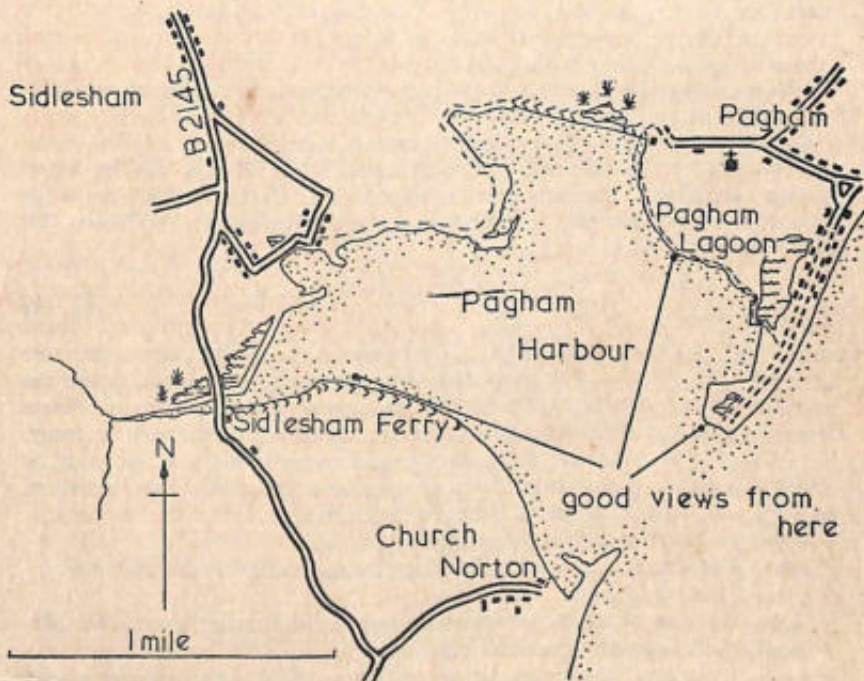 Sidlesham
B2145
Pagham
Pagham
Lagoon
Pagham
Harbour
Sidlesham Ferry
good views from
here
Church
Norton
N
1 mile